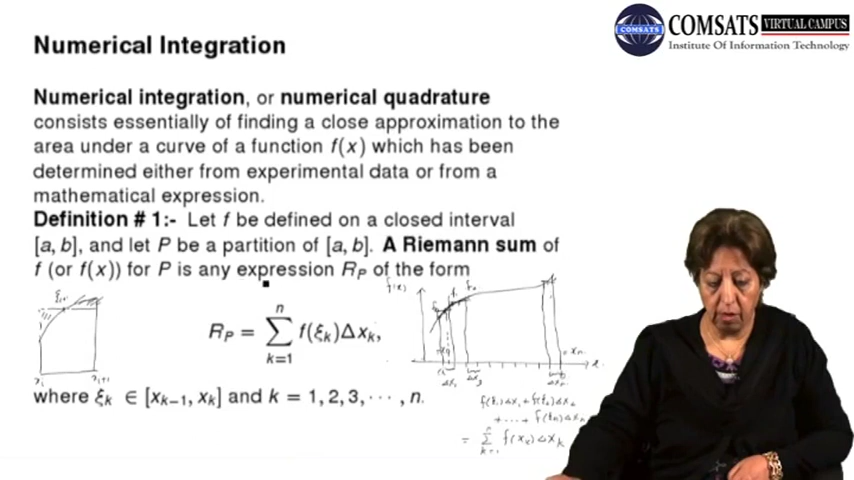 Numerical Integration
COMSATS VIRTUAL CAMPUS
COMSATS
Institute Of Information Technology
Numerical integration, or numerical quadrature
consists essentially of finding a close approximation to the
area under a curve of a function f(x) which has been
determined either from experimental data or from a
mathematical expression.
Definition # 1:- Let f be defined on a closed interval
[a, b], and let P be a partition of [a, b]. A Riemann sum of
f (or f(x)) for P is any expression R_P of the form
f(x)
R_P = ∑_{k=1}^{n} f(ξ_k)Δx_k,
where ξ_k ∈ [x_{k−1}, x_k] and k = 1, 2, 3, ⋯ , n.
= ∑_{k=1}^{n} f(x_k) Δx_k